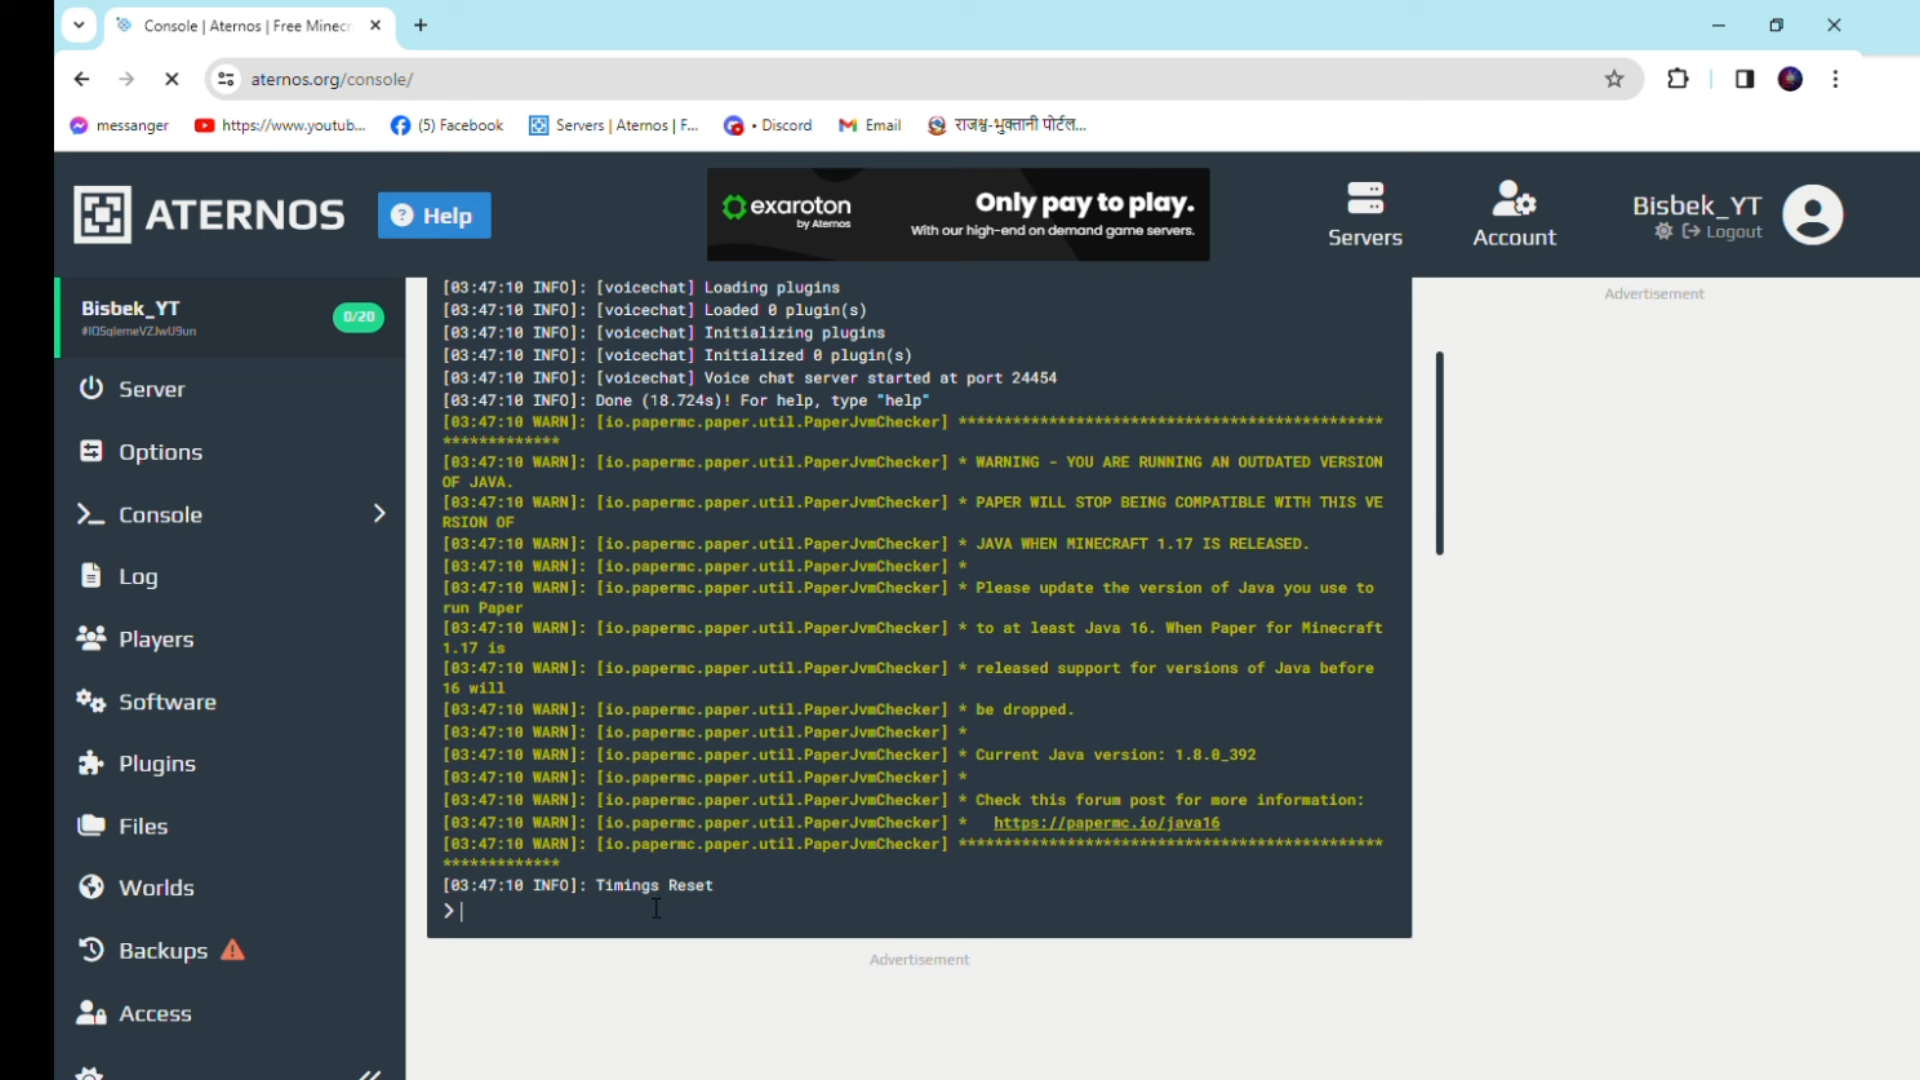 Console | Aternos | Free Minecr
aternos.org/console/
messanger
https://www.youtub...
(5) Facebook
Servers | Aternos | F...
• Discord
Email
राजश्व-भुक्तानी पोर्टल...
ATERNOS
? Help
exaroton
by Aternos
Only pay to play.
With our high-end on demand game servers.
Servers
Account
Bisbek_YT
Logout
Bisbek_YT
0/20
Server
Options
Console
Log
Players
Software
Plugins
Files
Worlds
Backups
Access
[03:47:10 INFO]: [voicechat] Loading plugins
[03:47:10 INFO]: [voicechat] Loaded 0 plugin(s)
[03:47:10 INFO]: [voicechat] Initializing plugins
[03:47:10 INFO]: [voicechat] Initialized 0 plugin(s)
[03:47:10 INFO]: [voicechat] Voice chat server started at port 24454
[03:47:10 INFO]: Done (18.724s)! For help, type "help"
[03:47:10 WARN]: [io.papermc.paper.util.PaperJvmChecker] ***********************************************
*************
[03:47:10 WARN]: [io.papermc.paper.util.PaperJvmChecker] * WARNING - YOU ARE RUNNING AN OUTDATED VERSION
OF JAVA.
[03:47:10 WARN]: [io.papermc.paper.util.PaperJvmChecker] * PAPER WILL STOP BEING COMPATIBLE WITH THIS VE
RSION OF
[03:47:10 WARN]: [io.papermc.paper.util.PaperJvmChecker] * JAVA WHEN MINECRAFT 1.17 IS RELEASED.
[03:47:10 WARN]: [io.papermc.paper.util.PaperJvmChecker] *
[03:47:10 WARN]: [io.papermc.paper.util.PaperJvmChecker] * Please update the version of Java you use to
run Paper
[03:47:10 WARN]: [io.papermc.paper.util.PaperJvmChecker] * to at least Java 16. When Paper for Minecraft
1.17 is
[03:47:10 WARN]: [io.papermc.paper.util.PaperJvmChecker] * released support for versions of Java before
16 will
[03:47:10 WARN]: [io.papermc.paper.util.PaperJvmChecker] * be dropped.
[03:47:10 WARN]: [io.papermc.paper.util.PaperJvmChecker] *
[03:47:10 WARN]: [io.papermc.paper.util.PaperJvmChecker] * Current Java version: 1.8.0_392
[03:47:10 WARN]: [io.papermc.paper.util.PaperJvmChecker] *
[03:47:10 WARN]: [io.papermc.paper.util.PaperJvmChecker] * Check this forum post for more information:
[03:47:10 WARN]: [io.papermc.paper.util.PaperJvmChecker] * https://papermc.io/java16
[03:47:10 WARN]: [io.papermc.paper.util.PaperJvmChecker] ***********************************************
*************
[03:47:10 INFO]: Timings Reset
>
Advertisement
Advertisement